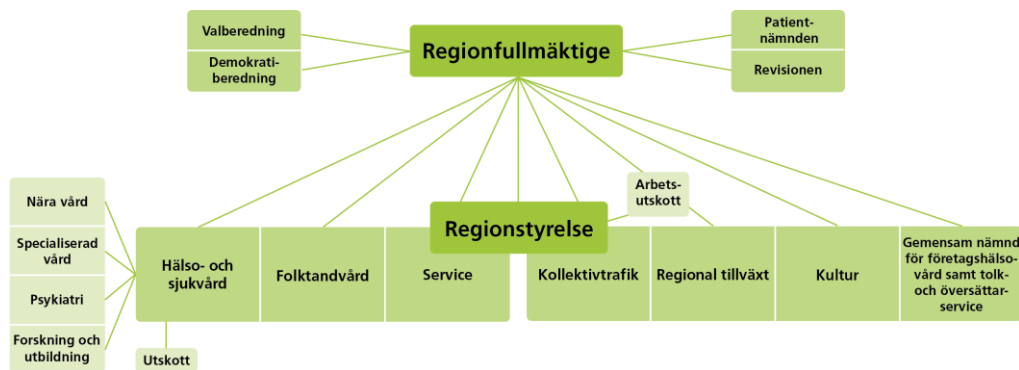 Valberedning
Demokrati-
beredning
Regionfullmäktige
Patient-
nämnden
Revisionen
Arbets-
utskott
Regionstyrelse
Nära vård
Specialiserad
vård
Psykiatri
Forskning och
utbildning
Hälso- och
sjukvård
Utskott
Folktandvård
Service
Kollektivtrafik
Regional tillväxt
Kultur
Gemensam nämnd
för företagshälso-
vård samt tolk-
och översättar-
service